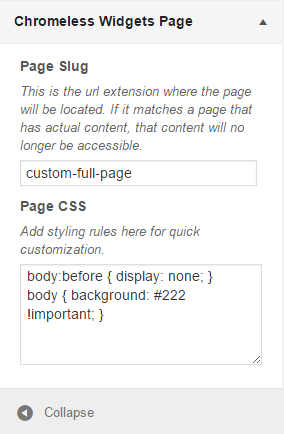 Chromeless Widgets Page
Page Slug
This is the url extension where the page
will be located. If it matches a page that
has actual content, that content will no
longer be accessible.
custom-full-page
Page CSS
Add styling rules here for quick
customization.
body:before { display: none; }
body { background: #222
!important; }
Collapse